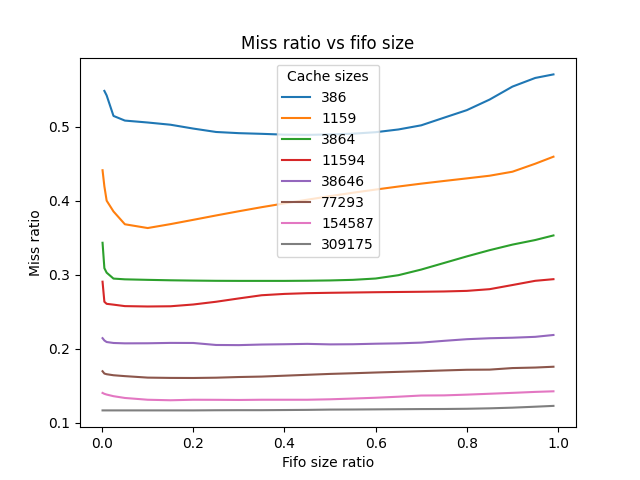 Miss ratio vs fifo size
Cache sizes
386
1159
3864
11594
38646
77293
154587
309175
0.5
0.4
0.3
0.2
0.1
Miss ratio
0.0 0.2 0.4 0.6 0.8 1.0
Fifo size ratio